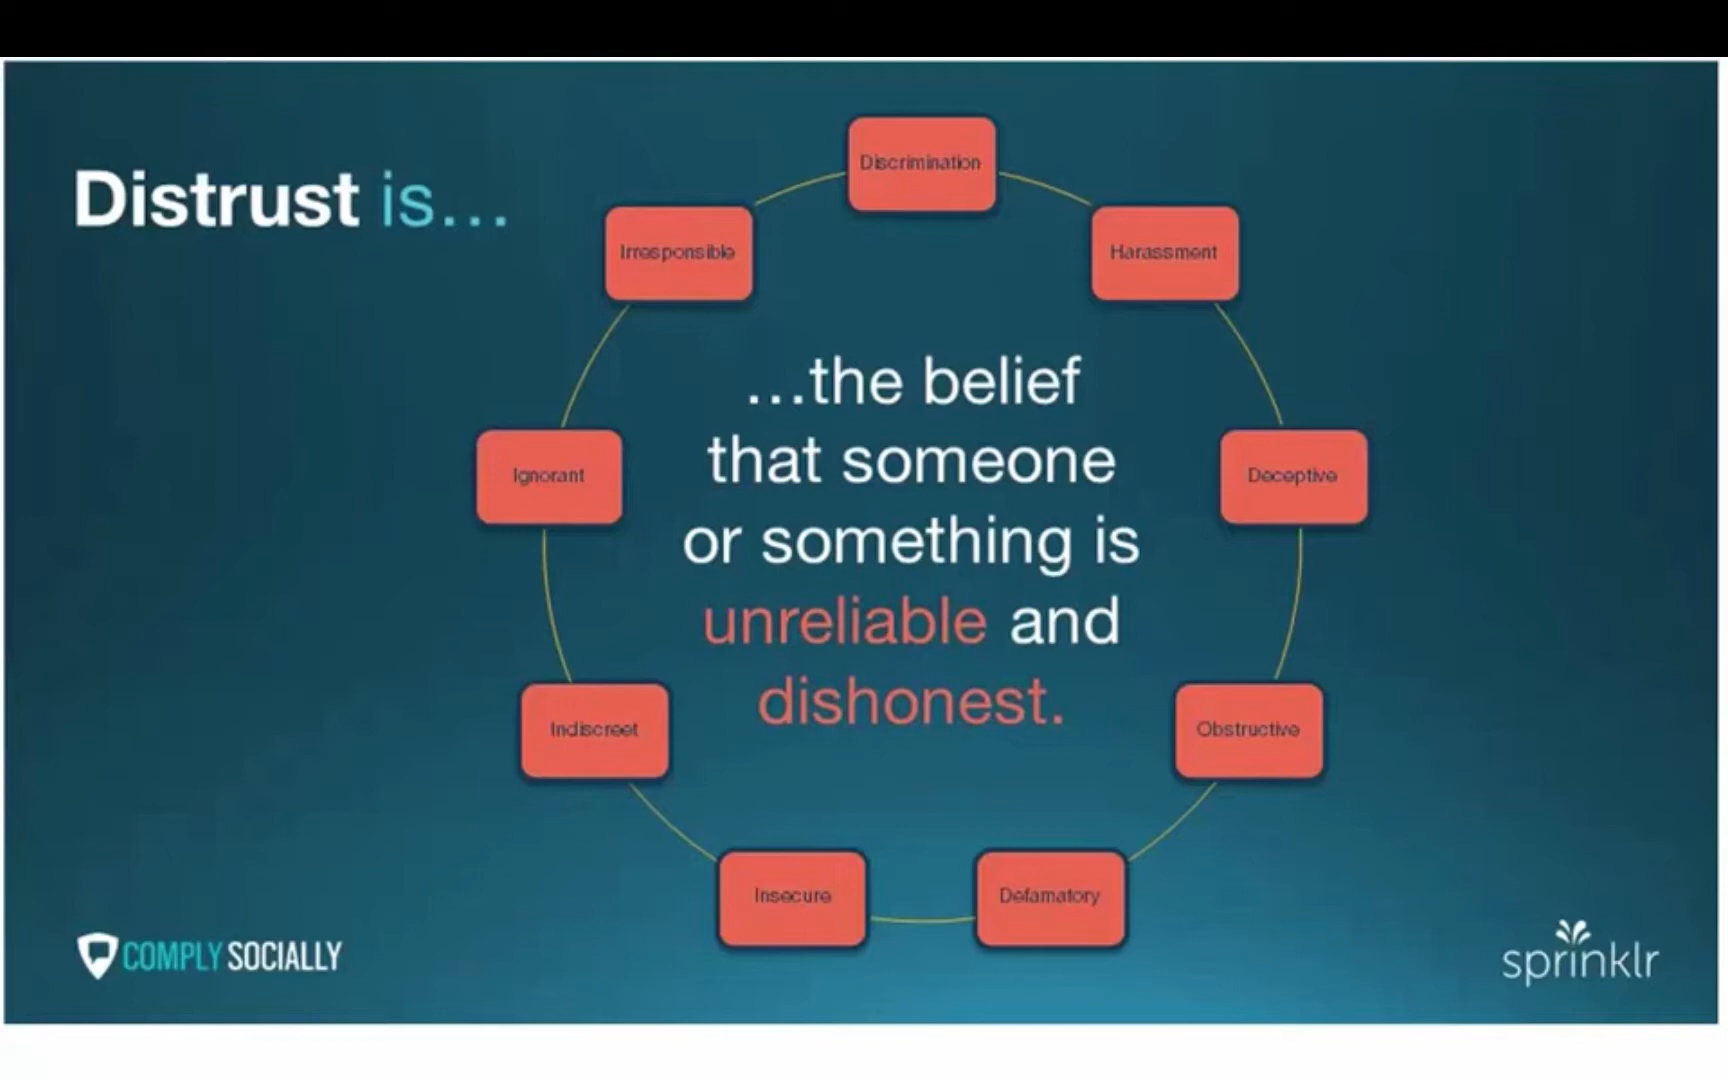 Distrust is...
Discrimination
Harassment
Deceptive
Obstructive
Defamatory
Insecure
Indiscreet
Ignorant
Irresponsible
...the belief
that someone
or something is
unreliable and
dishonest.
COMPLY SOCIALLY
sprinklr